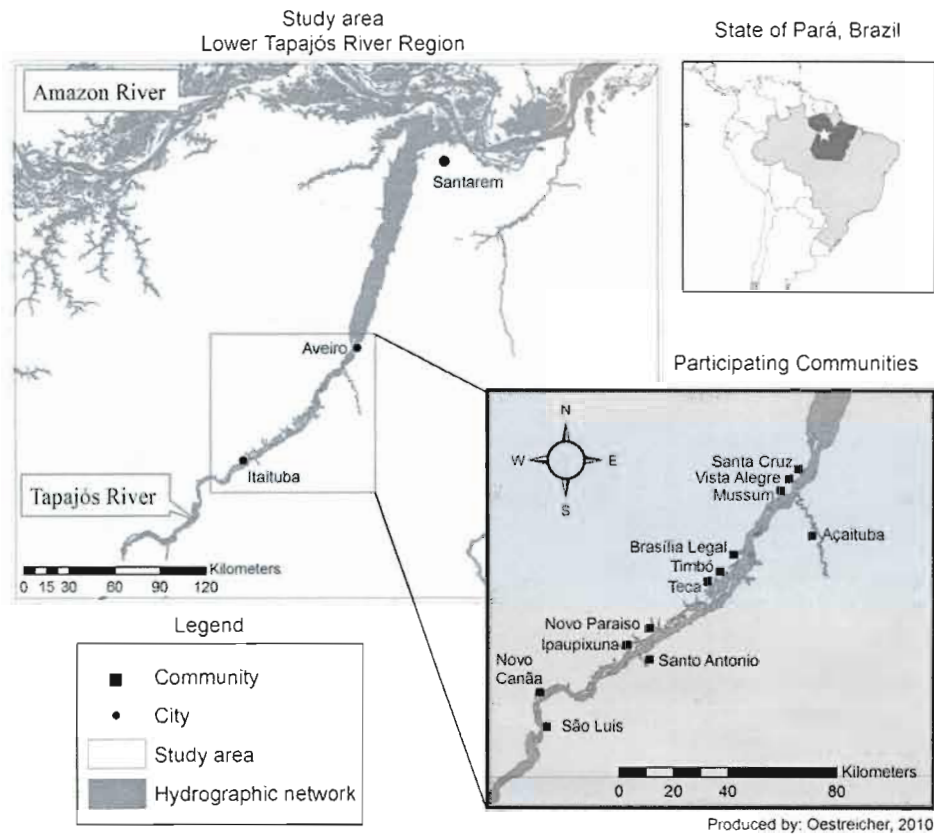 Study area
Lower Tapajós River Region
State of Pará, Brazil
Amazon River
Santarem
Aveiro
Itaituba
Tapajós River
Kilometers
0 15 30 60 90 120
Participating Communities
N
W E
S
Santa Cruz
Vista Alegre
Mussum
Açaituba
Brasília Legal
Timbó
Teca
Novo Paraiso
Ipaupixuna
Santo Antonio
Novo
Canãa
São Luis
Kilometers
0 10 20 40 60 80
Legend
Community
City
Study area
Hydrographic network
Produced by: Oestreicher, 2010